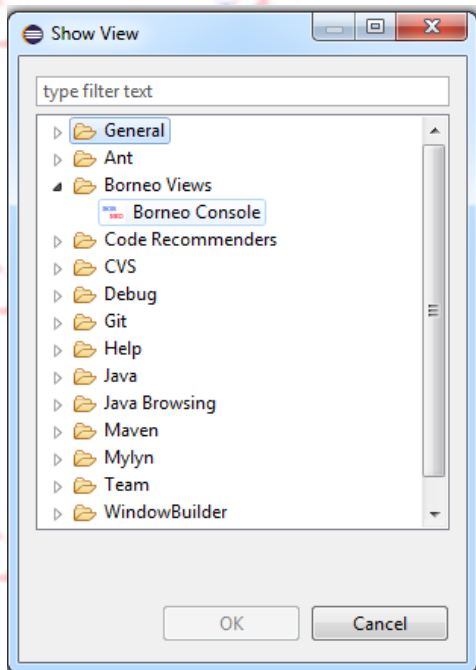 Show View
type filter text
General
Ant
Borneo Views
Borneo Console
Code Recommenders
CVS
Debug
Git
Help
Java
Java Browsing
Maven
Mylyn
Team
WindowBuilder
OK
Cancel